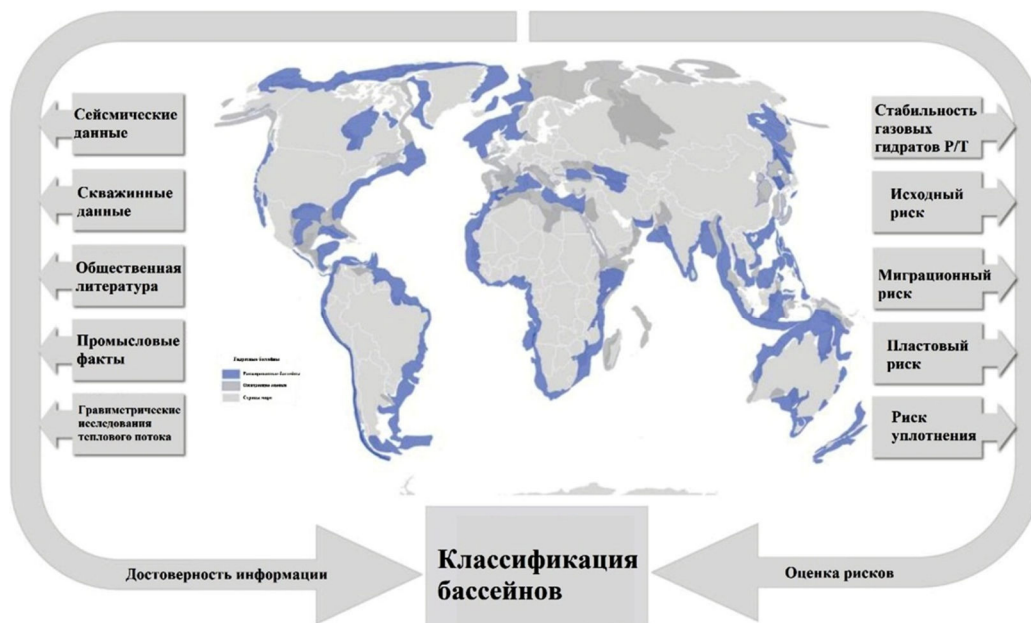 Сейсмические
данные
Скважинные
данные
Общественная
литература
Промысловые
факты
Гравиметрические
исследования
теплового потока
Стабильность
газовых
гидратов Р/Т
Исходный
риск
Миграционный
риск
Пластовый
риск
Риск
уплотнения
Достоверность информации
Классификация
бассейнов
Оценка рисков